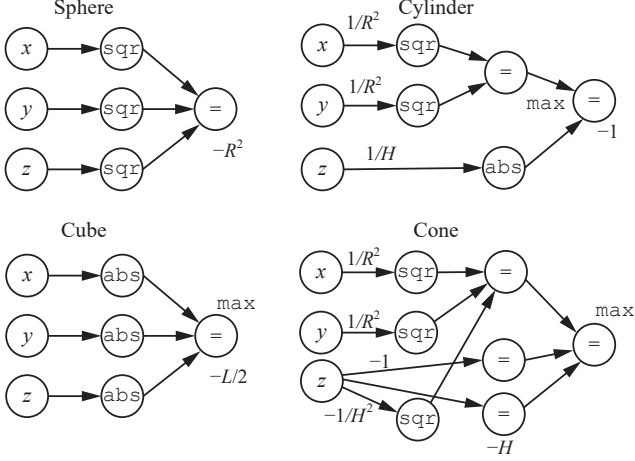 Sphere
x sqr
y sqr =
z sqr
−R²
Cylinder
x 1/R² sqr
=
y 1/R² sqr
max =
−1
z 1/H abs
Cube
x abs
max
y abs =
z abs
−L/2
Cone
x 1/R² sqr =
max
y 1/R² sqr
=
z −1 =
−1/H² sqr =
−H